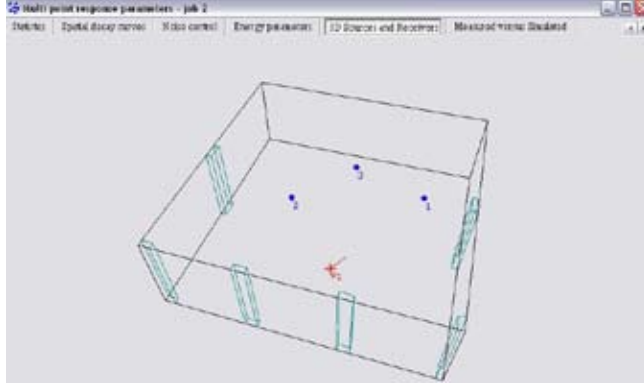 Multi point response parameters - job 2
Statistics Spatial decay curves Noise control Energy parameters 3D Sources and Receivers Measured versus Simulated
3
2
1